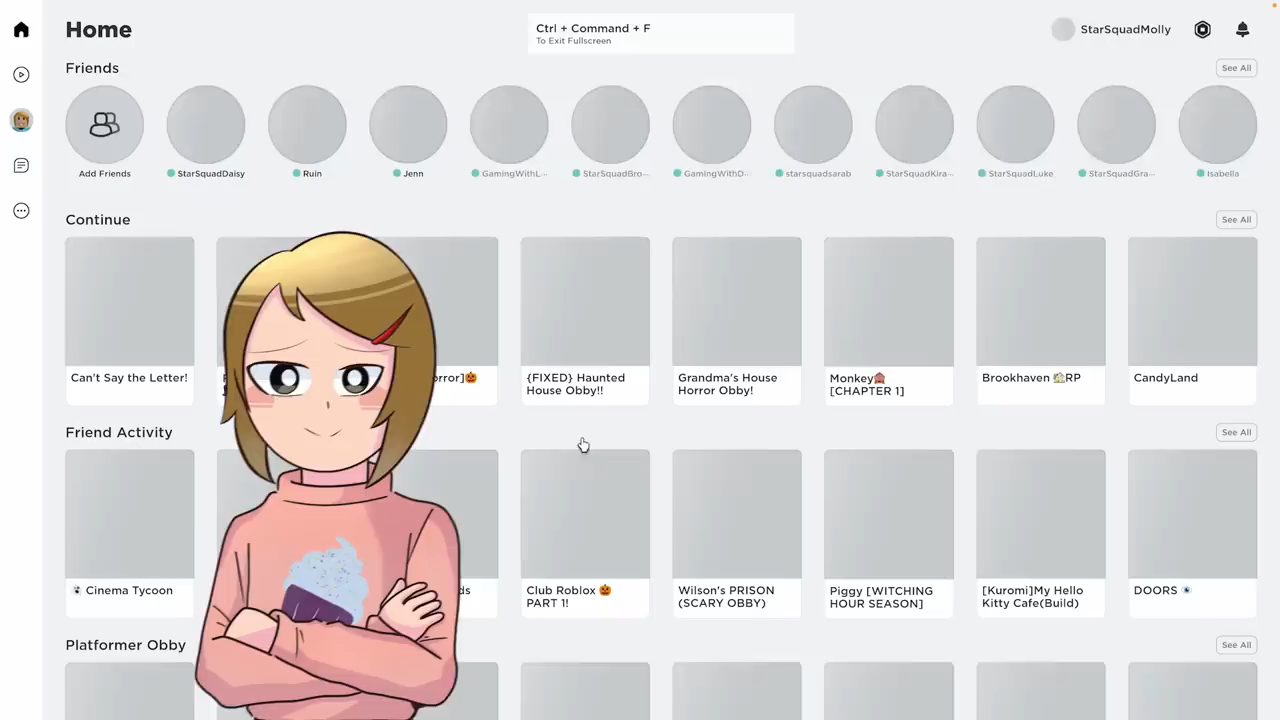 Home
Ctrl + Command + F
To Exit Fullscreen
StarSquadMolly
Friends
See All
Add Friends
StarSquadDaisy
Ruin
Jenn
GamingWithL...
StarSquadBro...
GamingWithD...
starsquadsarab
StarSquadKira...
StarSquadLuke
StarSquadGra...
Isabella
Continue
See All
Can't Say the Letter!
orror]🎃
{FIXED} Haunted
House Obby!!
Grandma's House
Horror Obby!
Monkey🙈
[CHAPTER 1]
Brookhaven 🏡RP
CandyLand
Friend Activity
See All
Cinema Tycoon
ds
Club Roblox 🎃
PART 1!
Wilson's PRISON
(SCARY OBBY)
Piggy [WITCHING
HOUR SEASON]
[Kuromi]My Hello
Kitty Cafe(Build)
DOORS 👁️
Platformer Obby
See All